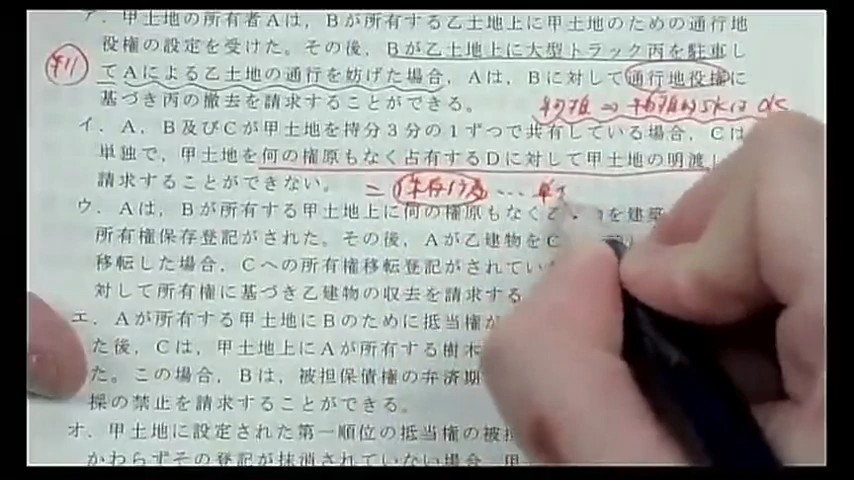 ア．甲土地の所有者Aは，Bが所有する乙土地上に甲土地のための通行地
役権の設定を受けた。その後，Bが乙土地上に大型トラック丙を駐車し
てAによる乙土地の通行を妨げた場合，Aは，Bに対して通行地役権に
基づき丙の撤去を請求することができる。
イ．A，B及びCが甲土地を持分３分の１ずつで共有している場合，Cは
単独で，甲土地を何の権原もなく占有するDに対して甲土地の明渡し
請求することができない。
＝保存行為 … 単
ウ．Aは，Bが所有する甲土地上に何の権原もなく乙 を建築
所有権保存登記がされた。その後，Aが乙建物をC
移転した場合，Cへの所有権移転登記がされてい
対して所有権に基づき乙建物の収去を請求する
エ．Aが所有する甲土地にBのために抵当権が
た後，Cは，甲土地上にAが所有する樹木
た。この場合，Bは，被担保債権の弁済期
採の禁止を請求することができる。
オ．甲土地に設定された第一順位の抵当権の被担
かわらずその登記が抹消されていない場合，甲